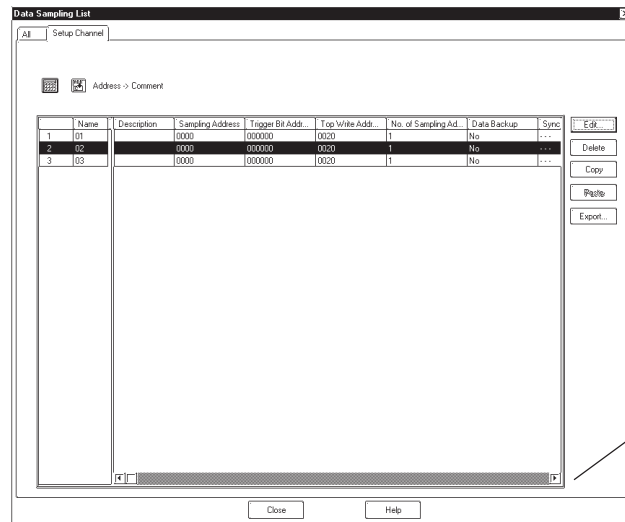 Data Sampling List
All Setup Channel
Address -> Comment
Name Description Sampling Address Trigger Bit Addr... Top Write Addr... No. of Sampling Ad... Data Backup Sync
1 01 0000 000000 0020 1 No ---
2 02 0000 000000 0020 1 No ---
3 03 0000 000000 0020 1 No ---
Edit...
Delete
Copy
Paste
Export...
Close Help